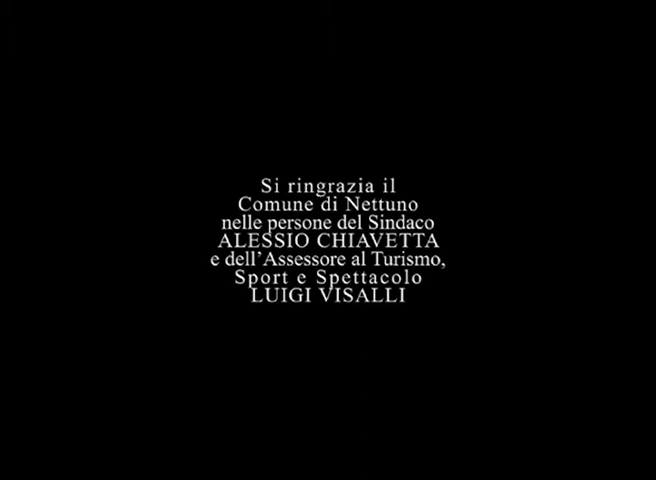 Si ringrazia il
Comune di Nettuno
nelle persone del Sindaco
ALESSIO CHIAVETTA
e dell'Assessore al Turismo,
Sport e Spettacolo
LUIGI VISALLI